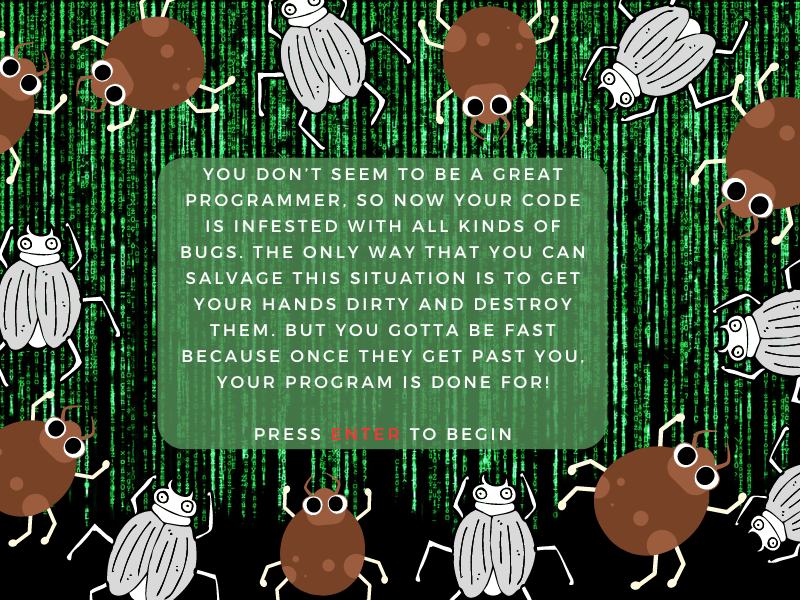 YOU DON'T SEEM TO BE A GREAT
PROGRAMMER, SO NOW YOUR CODE
IS INFESTED WITH ALL KINDS OF
BUGS. THE ONLY WAY THAT YOU CAN
SALVAGE THIS SITUATION IS TO GET
YOUR HANDS DIRTY AND DESTROY
THEM. BUT YOU GOTTA BE FAST
BECAUSE ONCE THEY GET PAST YOU,
YOUR PROGRAM IS DONE FOR!
PRESS ENTER TO BEGIN